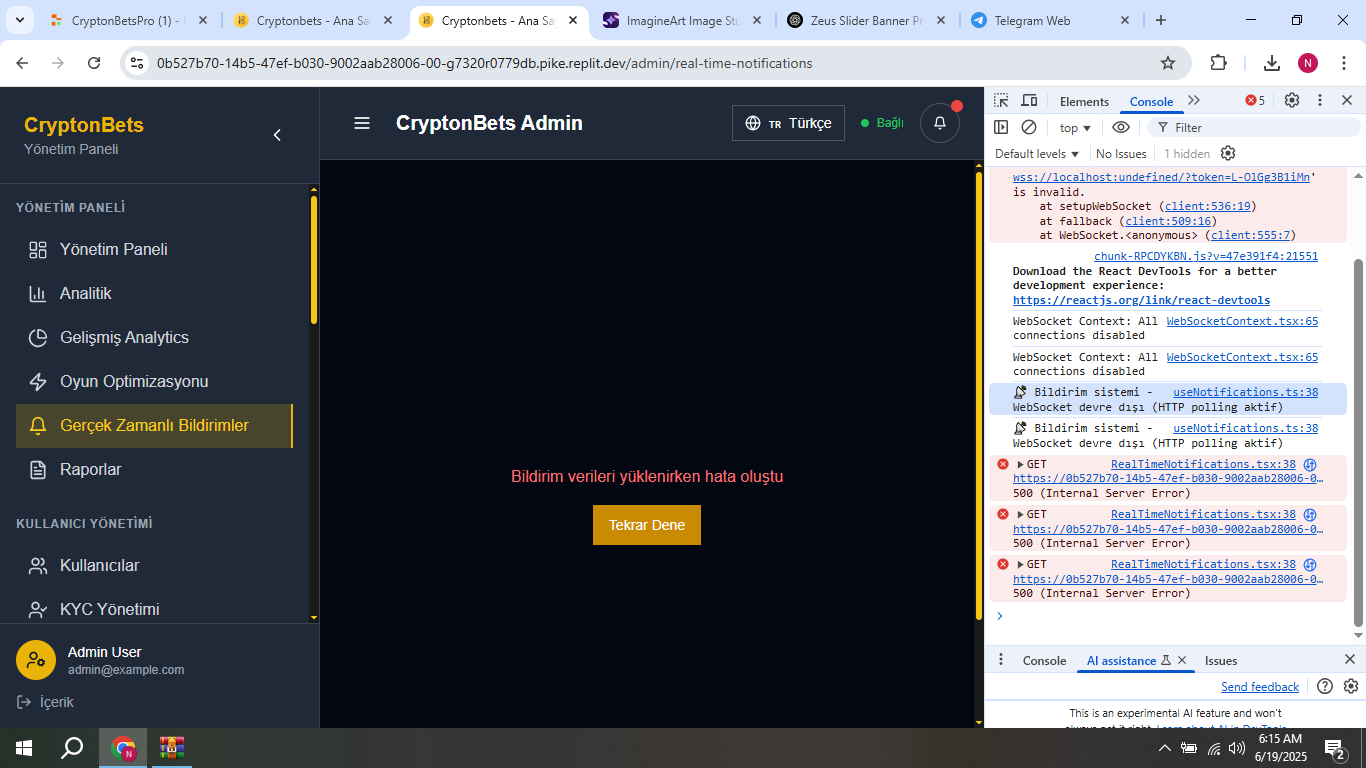 CryptonBetsPro (1) -
Cryptonbets - Ana Sa
Cryptonbets - Ana Sa
ImagineArt Image Stu
Zeus Slider Banner P
Telegram Web
0b527b70-14b5-47ef-b030-9002aab28006-00-g7320r0779db.pike.replit.dev/admin/real-time-notifications
N
CryptonBets
Yönetim Paneli
YÖNETİM PANELİ
Yönetim Paneli
Analitik
Gelişmiş Analytics
Oyun Optimizasyonu
Gerçek Zamanlı Bildirimler
Raporlar
KULLANICI YÖNETİMİ
Kullanıcılar
KYC Yönetimi
Admin User
admin@example.com
İçerik
CryptonBets Admin
TR Türkçe
Bağlı
Bildirim verileri yüklenirken hata oluştu
Tekrar Dene
Elements
Console
5
top
Filter
Default levels
No Issues
1 hidden
wss://localhost:undefined/?token=L-OlGg3B1iMn'
is invalid.
at setupWebSocket (client:536:19)
at fallback (client:509:16)
at WebSocket.<anonymous> (client:555:7)
chunk-RPCDYKBN.js?v=47e391f4:21551
Download the React DevTools for a better
development experience:
https://reactjs.org/link/react-devtools
WebSocket Context: All WebSocketContext.tsx:65
connections disabled
WebSocket Context: All WebSocketContext.tsx:65
connections disabled
Bildirim sistemi - useNotifications.ts:38
WebSocket devre dışı (HTTP polling aktif)
Bildirim sistemi - useNotifications.ts:38
WebSocket devre dışı (HTTP polling aktif)
GET RealTimeNotifications.tsx:38
https://0b527b70-14b5-47ef-b030-9002aab28006-0…
500 (Internal Server Error)
GET RealTimeNotifications.tsx:38
https://0b527b70-14b5-47ef-b030-9002aab28006-0…
500 (Internal Server Error)
GET RealTimeNotifications.tsx:38
https://0b527b70-14b5-47ef-b030-9002aab28006-0…
500 (Internal Server Error)
Console
AI assistance
Issues
Send feedback
This is an experimental AI feature and won't
N
6:15 AM
6/19/2025
2